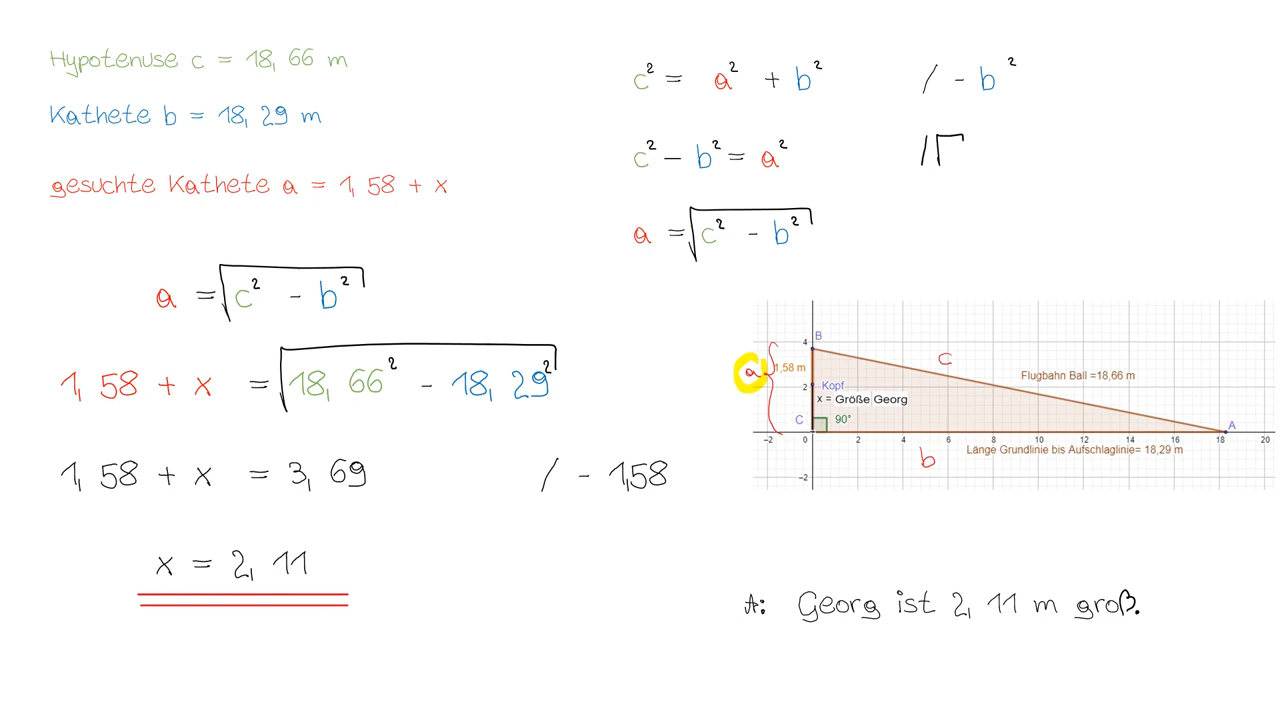 Hypotenuse c = 18,66 m
Kathete b = 18,29 m
gesuchte Kathete a = 1,58 + x
a = √(c² - b²)
1,58 + x = √(18,66² - 18,29²)
1,58 + x = 3,69 / - 1,58
x = 2,11
c² = a² + b² / - b²
c² - b² = a² /√
a = √(c² - b²)
B
4
a
1,58 m
c
Flugbahn Ball =18,66 m
2
Kopf
x = Größe Georg
C
90°
A
-2 0 2 4 6 8 10 12 14 16 18 20
b
Länge Grundlinie bis Aufschlaglinie= 18,29 m
-2
A: Georg ist 2,11 m groß.